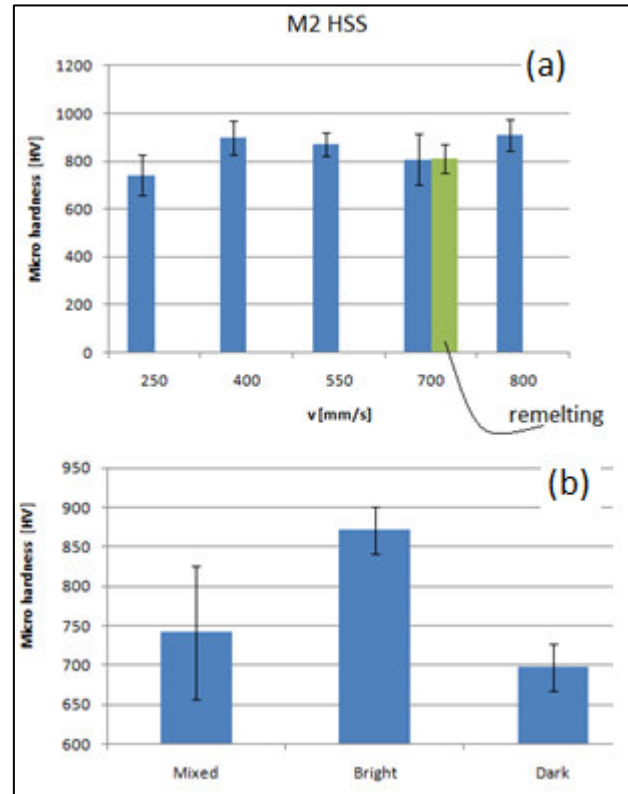 M2 HSS
(a)
Micro hardness [HV]
1200
1000
800
600
400
200
0
250 400 550 700 800
v [mm/s]
remelting
(b)
Micro hardness [HV]
950
900
850
800
750
700
650
600
Mixed Bright Dark